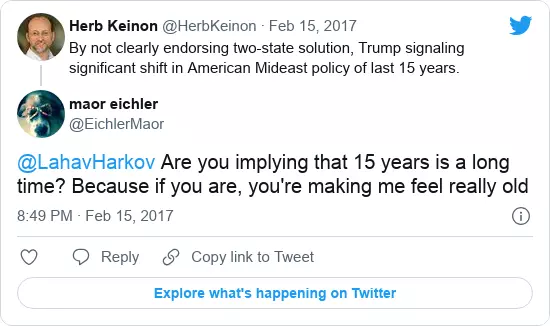 Herb Keinon @HerbKeinon · Feb 15, 2017
By not clearly endorsing two-state solution, Trump signaling
significant shift in American Mideast policy of last 15 years.
maor eichler
@EichlerMaor
@LahavHarkov Are you implying that 15 years is a long
time? Because if you are, you're making me feel really old
8:49 PM · Feb 15, 2017
Reply
Copy link to Tweet
Explore what's happening on Twitter